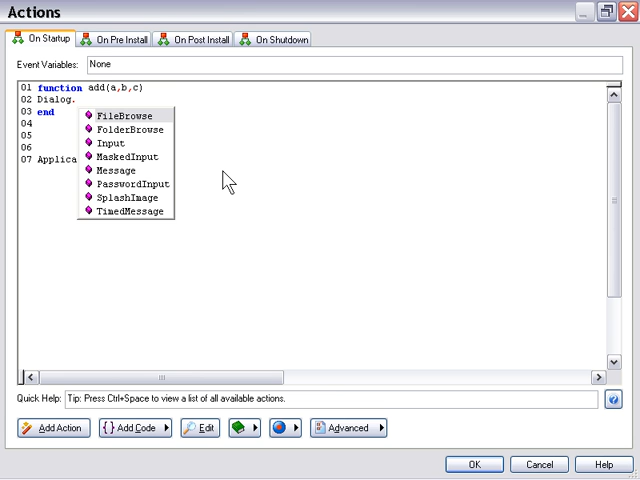 Actions
On Startup On Pre Install On Post Install On Shutdown
Event Variables: None
01 function add(a,b,c)
02 Dialog.
03 end
04
05
06
07 Applica
FileBrowse
FolderBrowse
Input
MaskedInput
Message
PasswordInput
SplashImage
TimedMessage
Quick Help: Tip: Press Ctrl+Space to view a list of all available actions.
Add Action { } Add Code Edit Advanced
OK Cancel Help